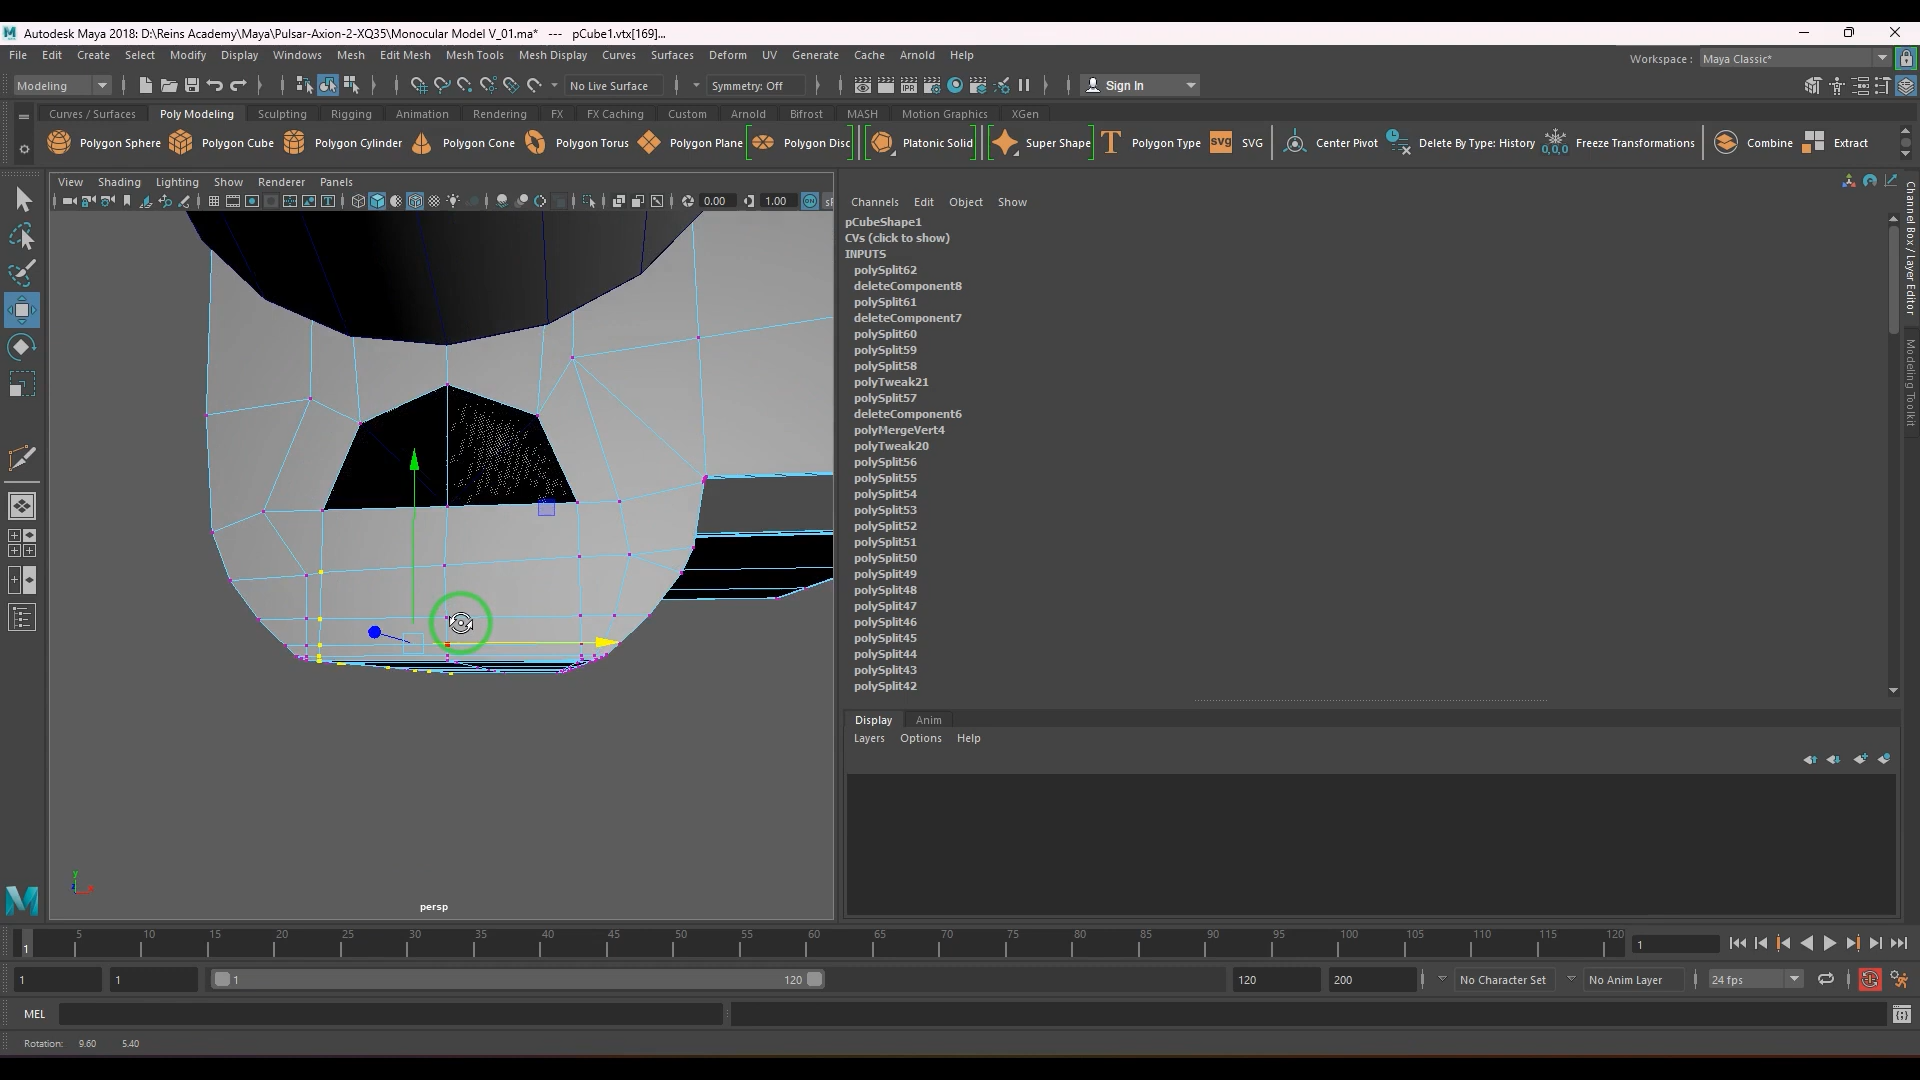 Autodesk Maya 2018: D:\Reins Academy\Maya\Pulsar-Axion-2-XQ35\Monocular Model V_01.ma* --- pCube1.vtx[169]...
File Edit Create Select Modify Display Windows Mesh Edit Mesh Mesh Tools Mesh Display Curves Surfaces Deform UV Generate Cache Arnold Help
Workspace : Maya Classic*
Modeling No Live Surface Symmetry: Off Sign In
Curves / Surfaces Poly Modeling Sculpting Rigging Animation Rendering FX FX Caching Custom Arnold Bifrost MASH Motion Graphics XGen
Polygon Sphere Polygon Cube Polygon Cylinder Polygon Cone Polygon Torus Polygon Plane Polygon Disc Platonic Solid Super Shape Polygon Type SVG Center Pivot Delete By Type: History Freeze Transformations Combine Extract
View Shading Lighting Show Renderer Panels
0.00 1.00
Channels Edit Object Show
pCubeShape1
CVs (click to show)
INPUTS
polySplit62
deleteComponent8
polySplit61
deleteComponent7
polySplit60
polySplit59
polySplit58
polyTweak21
polySplit57
deleteComponent6
polyMergeVert4
polyTweak20
polySplit56
polySplit55
polySplit54
polySplit53
polySplit52
polySplit51
polySplit50
polySplit49
polySplit48
polySplit47
polySplit46
polySplit45
polySplit44
polySplit43
polySplit42
Channel Box / Layer Editor
Modeling Toolkit
Display Anim
Layers Options Help
persp
1 5 10 15 20 25 30 35 40 45 50 55 60 65 70 75 80 85 90 95 100 105 110 115 120 1
1 1 1 120 120 200 No Character Set No Anim Layer 24 fps
MEL
Rotation: 9.60 5.40